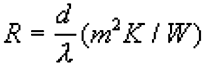 R = d/λ (m²K / W)